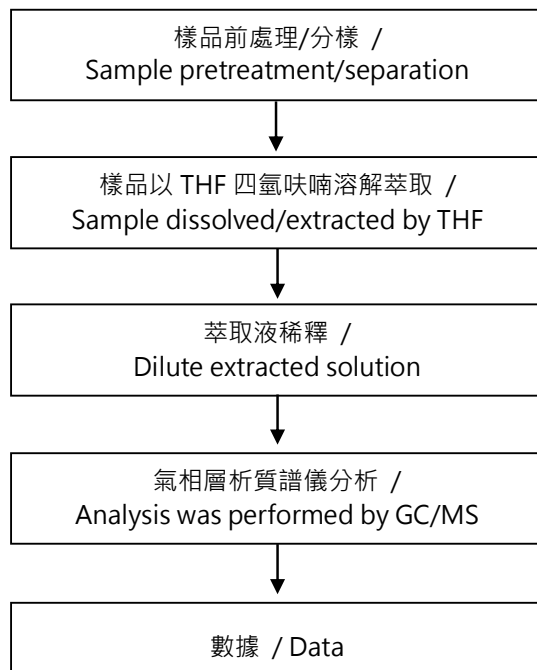 樣品前處理/分樣 /
Sample pretreatment/separation
樣品以 THF 四氫呋喃溶解萃取 /
Sample dissolved/extracted by THF
萃取液稀釋 /
Dilute extracted solution
氣相層析質譜儀分析 /
Analysis was performed by GC/MS
數據 / Data